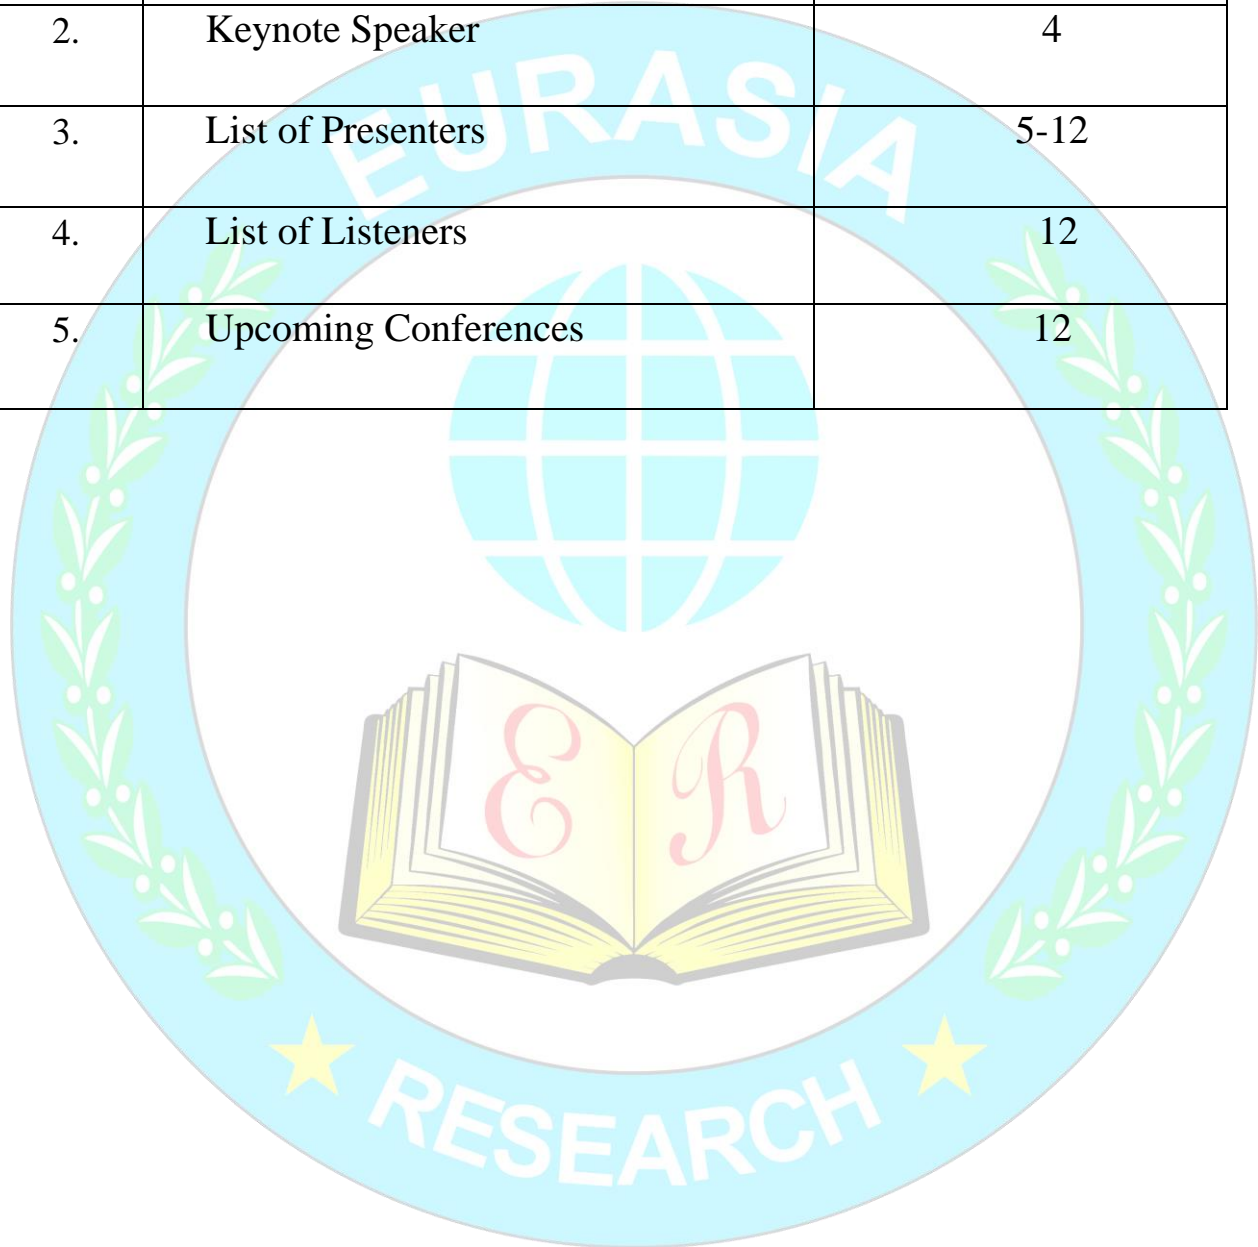 2. Keynote Speaker 4
3. List of Presenters 5-12
4. List of Listeners 12
5. Upcoming Conferences 12
EURASIA
ER
RESEARCH